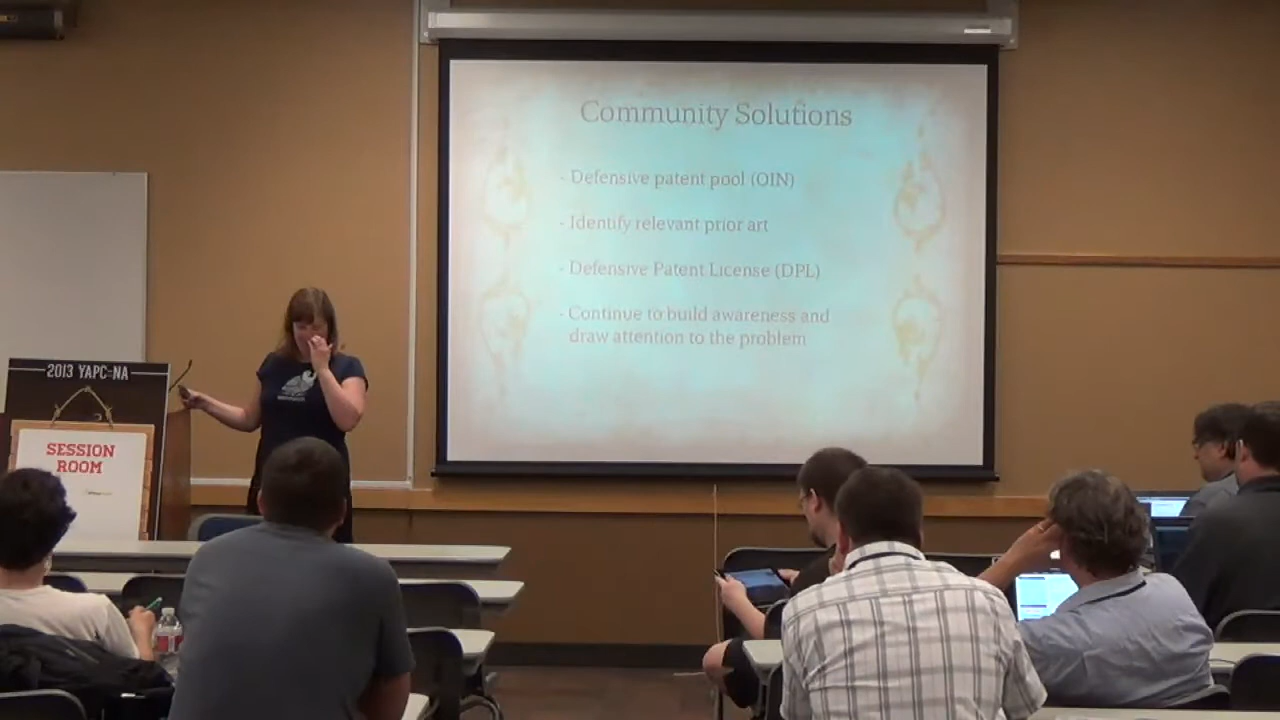 Community Solutions
- Defensive patent pool (OIN)
- Identify relevant prior art
- Defensive Patent License (DPL)
- Continue to build awareness and
draw attention to the problem
2013 YAPC::NA
SESSION
ROOM